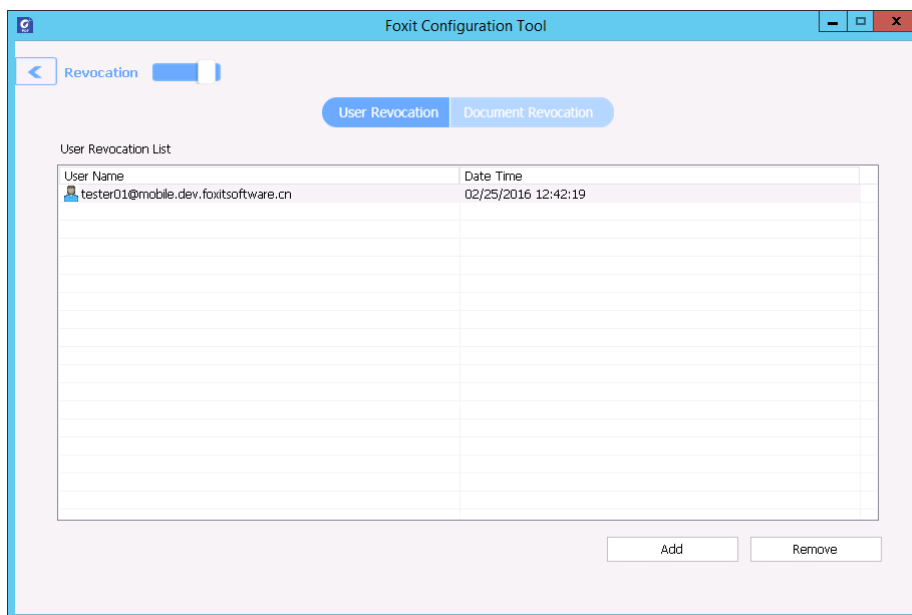 Foxit Configuration Tool
Revocation
User Revocation Document Revocation
User Revocation List
User Name Date Time
tester01@mobile.dev.foxitsoftware.cn 02/25/2016 12:42:19
Add Remove